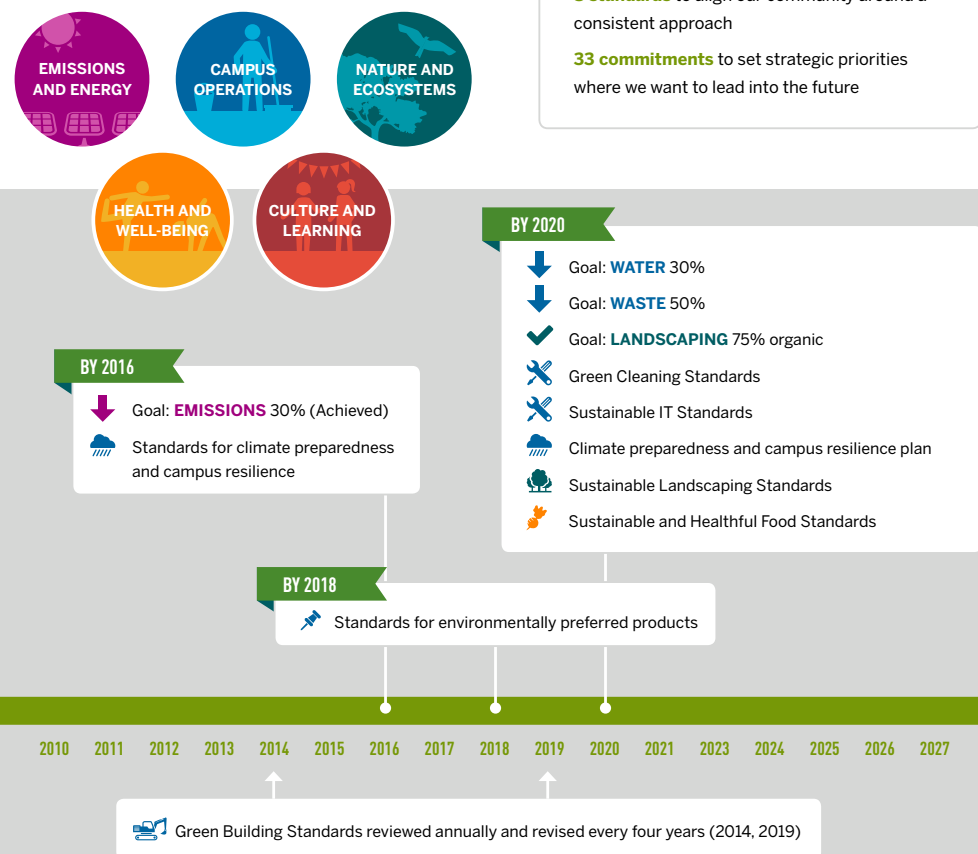 to align our community around a
consistent approach
33 commitments to set strategic priorities
where we want to lead into the future
EMISSIONS
AND ENERGY
CAMPUS
OPERATIONS
NATURE AND
ECOSYSTEMS
HEALTH AND
WELL-BEING
CULTURE AND
LEARNING
BY 2020
Goal: WATER 30%
Goal: WASTE 50%
Goal: LANDSCAPING 75% organic
Green Cleaning Standards
Sustainable IT Standards
Climate preparedness and campus resilience plan
Sustainable Landscaping Standards
Sustainable and Healthful Food Standards
BY 2016
Goal: EMISSIONS 30% (Achieved)
Standards for climate preparedness
and campus resilience
BY 2018
Standards for environmentally preferred products
2010 2011 2012 2013 2014 2015 2016 2017 2018 2019 2020 2021 2023 2024 2025 2026 2027
Green Building Standards reviewed annually and revised every four years (2014, 2019)